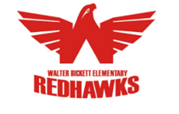 WALTER BICKETT ELEMENTARY
REDHAWKS